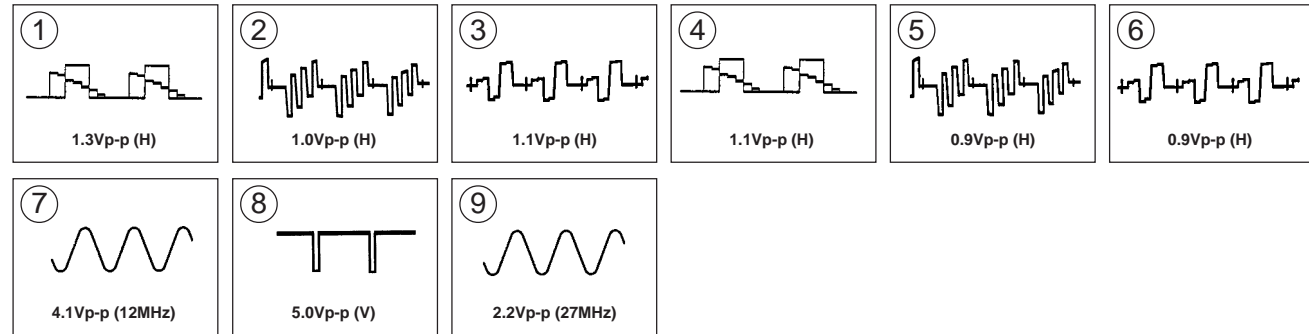 1
2
3
4
5
6
1.3Vp-p (H)
1.0Vp-p (H)
1.1Vp-p (H)
1.1Vp-p (H)
0.9Vp-p (H)
0.9Vp-p (H)
7
8
9
4.1Vp-p (12MHz)
5.0Vp-p (V)
2.2Vp-p (27MHz)